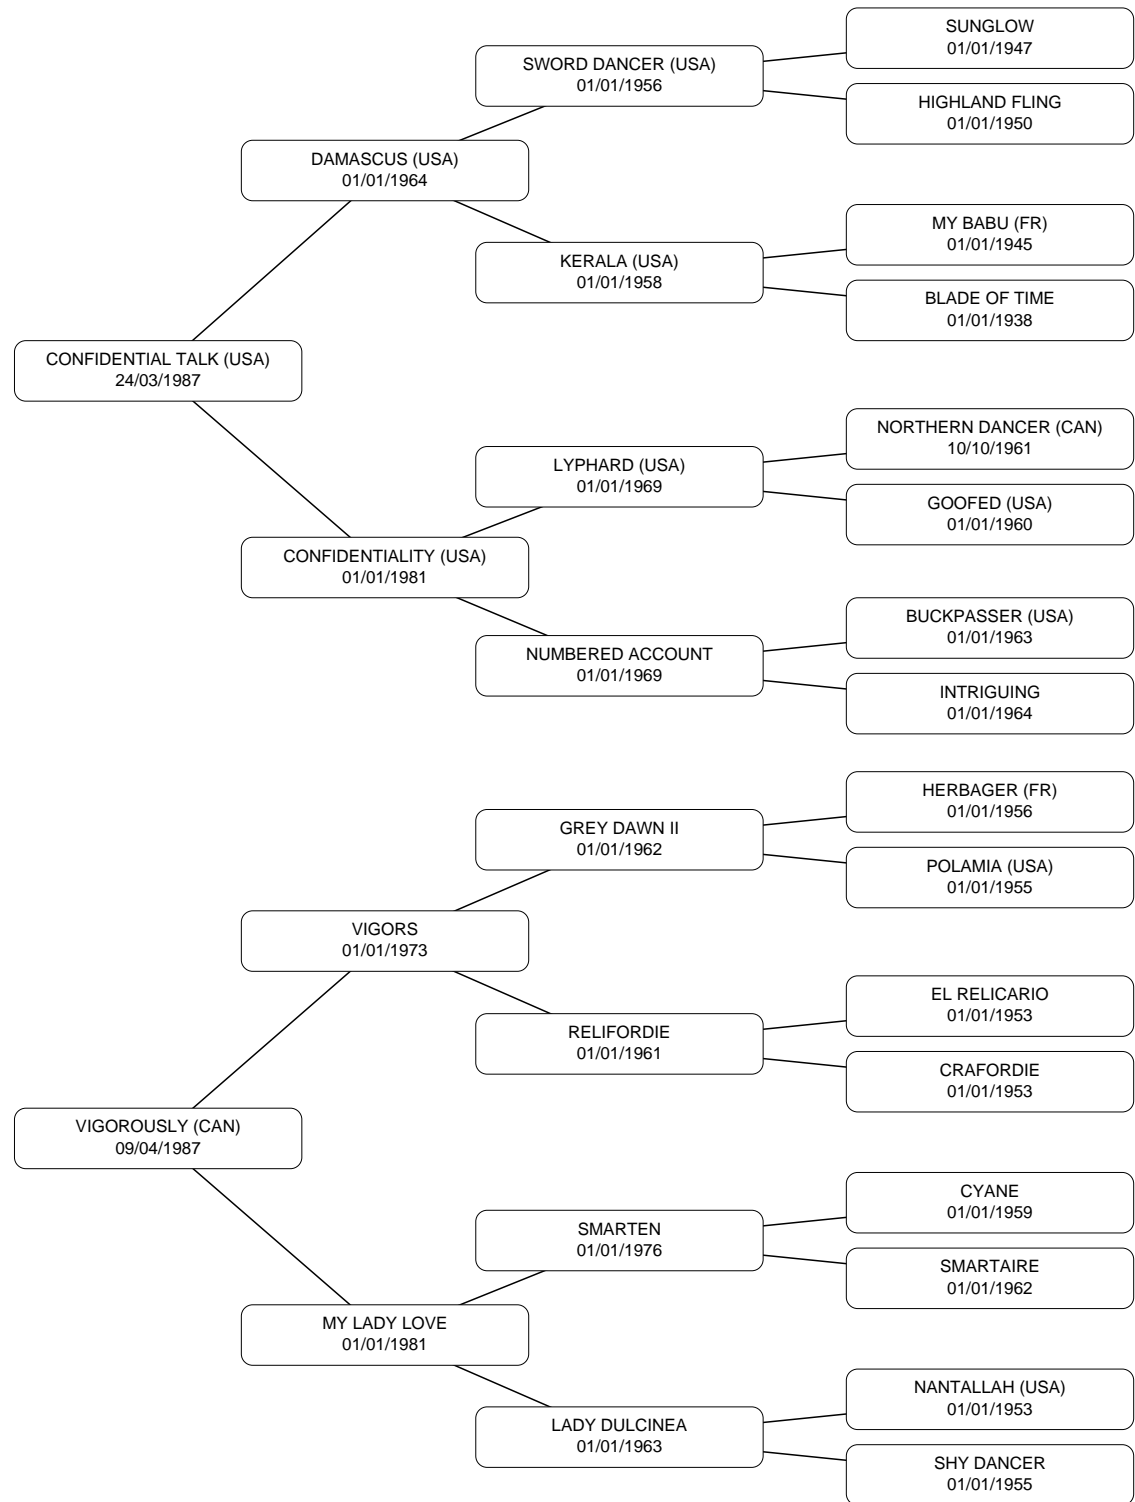 SUNGLOW
01/01/1947
SWORD DANCER (USA)
01/01/1956
HIGHLAND FLING
01/01/1950
DAMASCUS (USA)
01/01/1964
MY BABU (FR)
01/01/1945
KERALA (USA)
01/01/1958
BLADE OF TIME
01/01/1938
CONFIDENTIAL TALK (USA)
24/03/1987
NORTHERN DANCER (CAN)
10/10/1961
LYPHARD (USA)
01/01/1969
GOOFED (USA)
01/01/1960
CONFIDENTIALITY (USA)
01/01/1981
BUCKPASSER (USA)
01/01/1963
NUMBERED ACCOUNT
01/01/1969
INTRIGUING
01/01/1964
HERBAGER (FR)
01/01/1956
GREY DAWN II
01/01/1962
POLAMIA (USA)
01/01/1955
VIGORS
01/01/1973
EL RELICARIO
01/01/1953
RELIFORDIE
01/01/1961
CRAFORDIE
01/01/1953
VIGOROUSLY (CAN)
09/04/1987
CYANE
01/01/1959
SMARTEN
01/01/1976
SMARTAIRE
01/01/1962
MY LADY LOVE
01/01/1981
NANTALLAH (USA)
01/01/1953
LADY DULCINEA
01/01/1963
SHY DANCER
01/01/1955